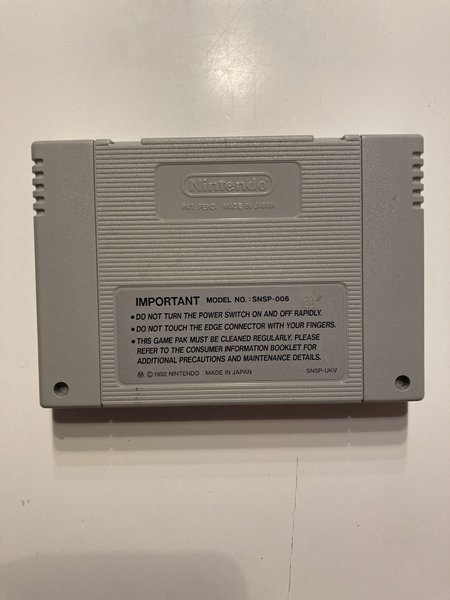 Nintendo
PAT. PEND. MADE IN JAPAN
IMPORTANT MODEL NO.: SNSP-006
• DO NOT TURN THE POWER SWITCH ON AND OFF RAPIDLY.
• DO NOT TOUCH THE EDGE CONNECTOR WITH YOUR FINGERS.
• THIS GAME PAK MUST BE CLEANED REGULARLY. PLEASE
REFER TO THE CONSUMER INFORMATION BOOKLET FOR
ADDITIONAL PRECAUTIONS AND MAINTENANCE DETAILS.
Ⓜ ©1992 NINTENDO MADE IN JAPAN SNSP-UKV